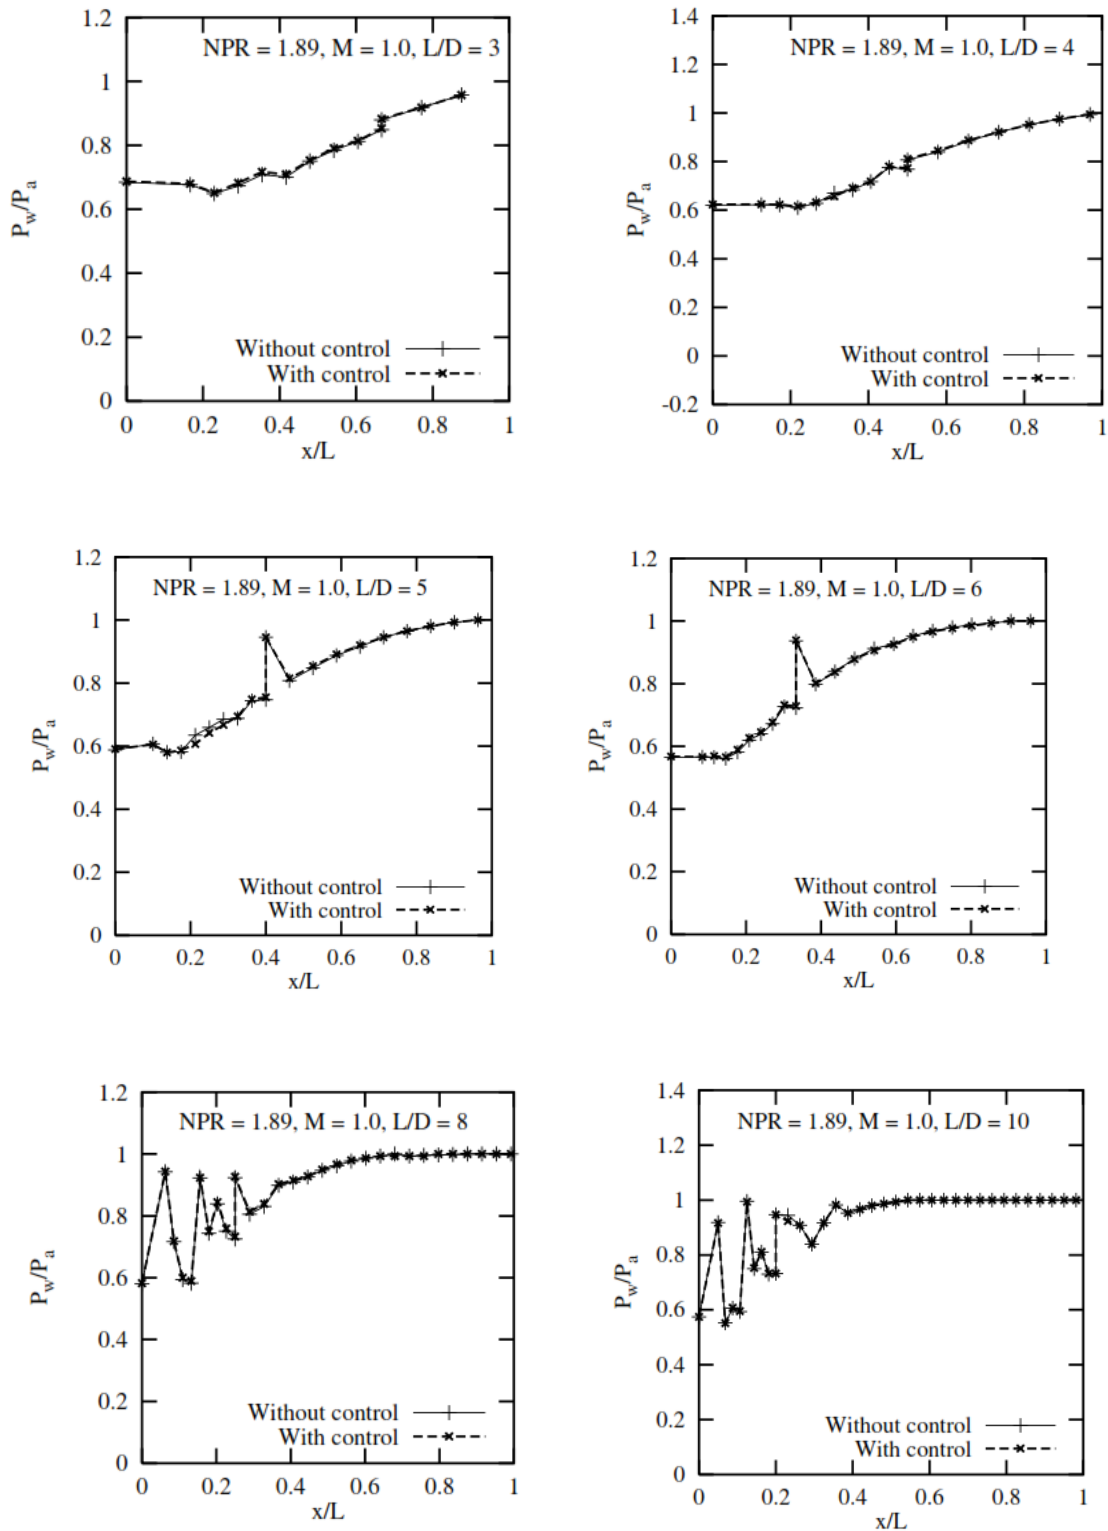 NPR = 1.89, M = 1.0, L/D = 3
1.2
1
0.8
0.6
0.4
0.2
0
P_w/P_a
Without control
With control
0 0.2 0.4 0.6 0.8 1
x/L
NPR = 1.89, M = 1.0, L/D = 4
1.4
1.2
1
0.8
0.6
0.4
0.2
0
-0.2
P_w/P_a
Without control
With control
0 0.2 0.4 0.6 0.8 1
x/L
NPR = 1.89, M = 1.0, L/D = 5
1.2
1
0.8
0.6
0.4
0.2
0
P_w/P_a
Without control
With control
0 0.2 0.4 0.6 0.8 1
x/L
NPR = 1.89, M = 1.0, L/D = 6
1.2
1
0.8
0.6
0.4
0.2
0
P_w/P_a
Without control
With control
0 0.2 0.4 0.6 0.8 1
x/L
NPR = 1.89, M = 1.0, L/D = 8
1.2
1
0.8
0.6
0.4
0.2
0
P_w/P_a
Without control
With control
0 0.2 0.4 0.6 0.8 1
x/L
NPR = 1.89, M = 1.0, L/D = 10
1.4
1.2
1
0.8
0.6
0.4
0.2
0
P_w/P_a
Without control
With control
0 0.2 0.4 0.6 0.8 1
x/L